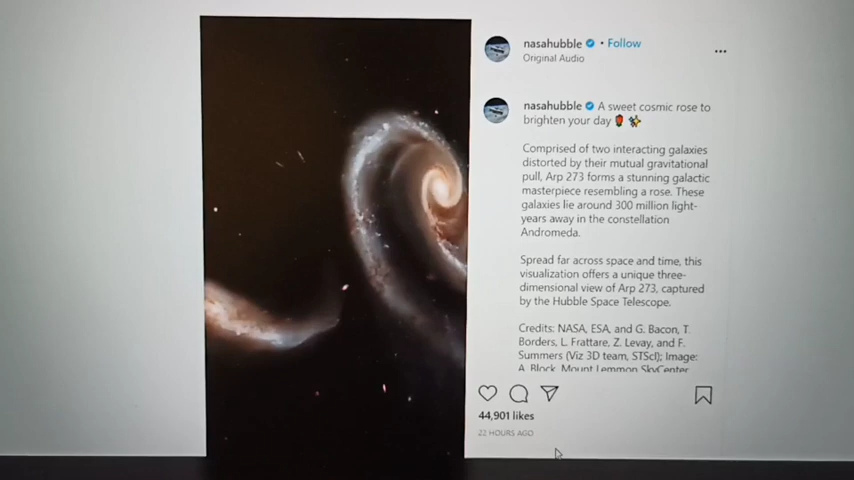 nasahubble • Follow
Original Audio
nasahubble A sweet cosmic rose to
brighten your day
Comprised of two interacting galaxies
distorted by their mutual gravitational
pull, Arp 273 forms a stunning galactic
masterpiece resembling a rose. These
galaxies lie around 300 million light-
years away in the constellation
Andromeda.
Spread far across space and time, this
visualization offers a unique three-
dimensional view of Arp 273, captured
by the Hubble Space Telescope.
Credits: NASA, ESA, and G. Bacon, T.
Borders, L. Frattare, Z. Levay, and F.
Summers (Viz 3D team, STScI); Image:
A. Block, Mount Lemmon SkyCenter
44,901 likes
22 HOURS AGO